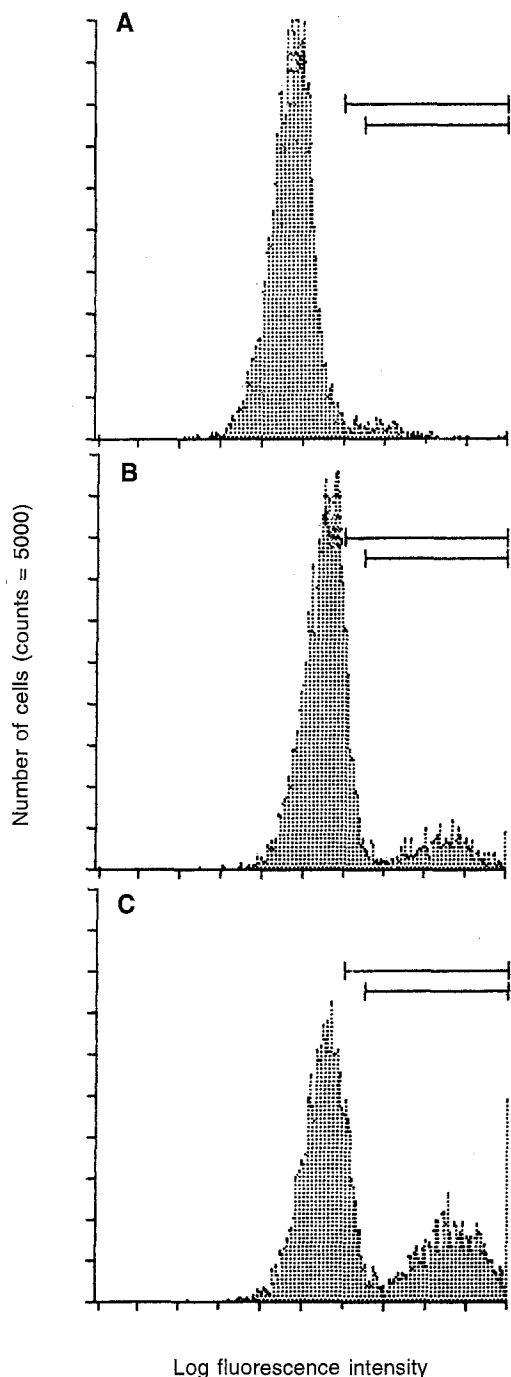 A
B
C
Number of cells (counts = 5000)
Log fluorescence intensity